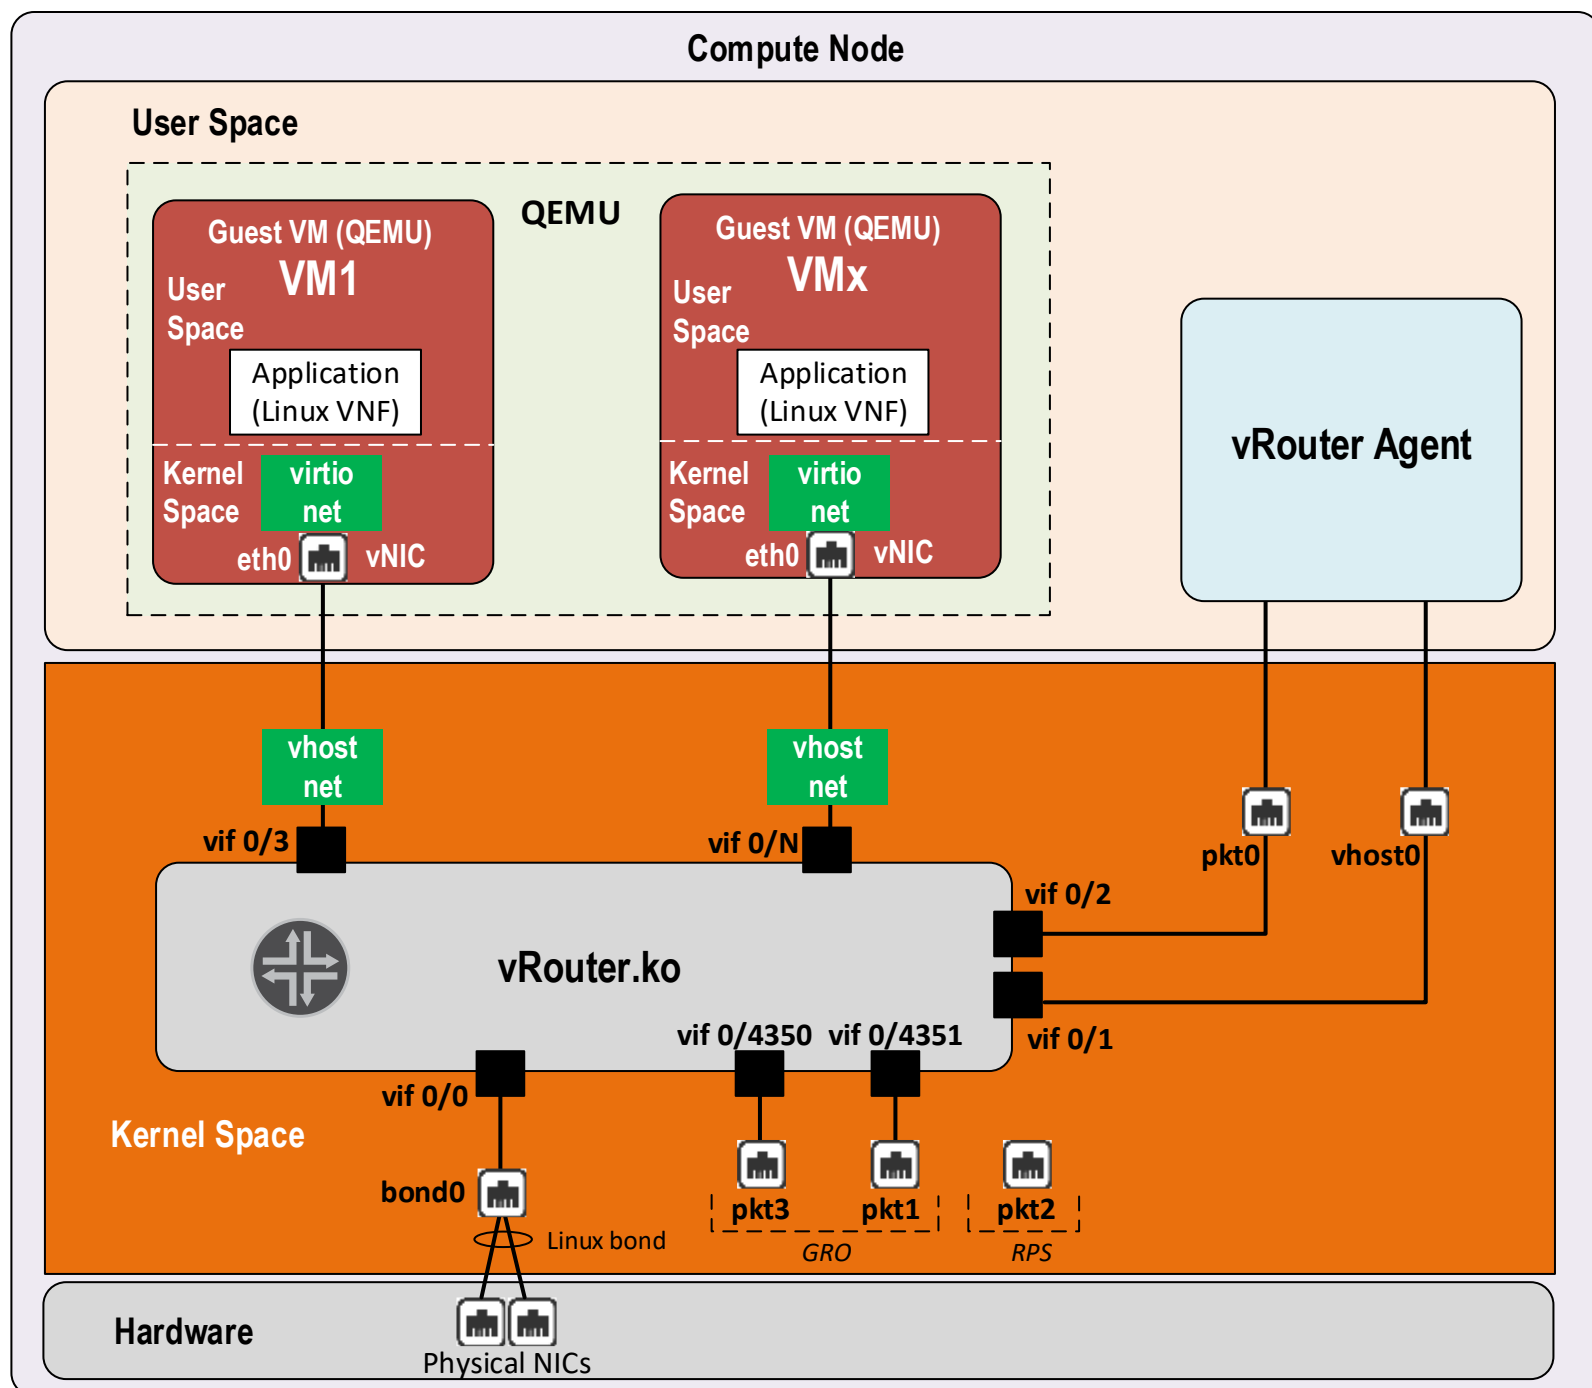 Compute Node
User Space
QEMU
Guest VM (QEMU)
VM1
User
Space
Application
(Linux VNF)
Kernel
Space
virtio
net
eth0
vNIC
Guest VM (QEMU)
VMx
User
Space
Application
(Linux VNF)
Kernel
Space
virtio
net
eth0
vNIC
vRouter Agent
vhost
net
vhost
net
vif 0/3
vif 0/N
pkt0
vhost0
vif 0/2
vRouter.ko
vif 0/1
vif 0/4350
vif 0/4351
vif 0/0
Kernel Space
bond0
Linux bond
pkt3
pkt1
pkt2
GRO
RPS
Hardware
Physical NICs